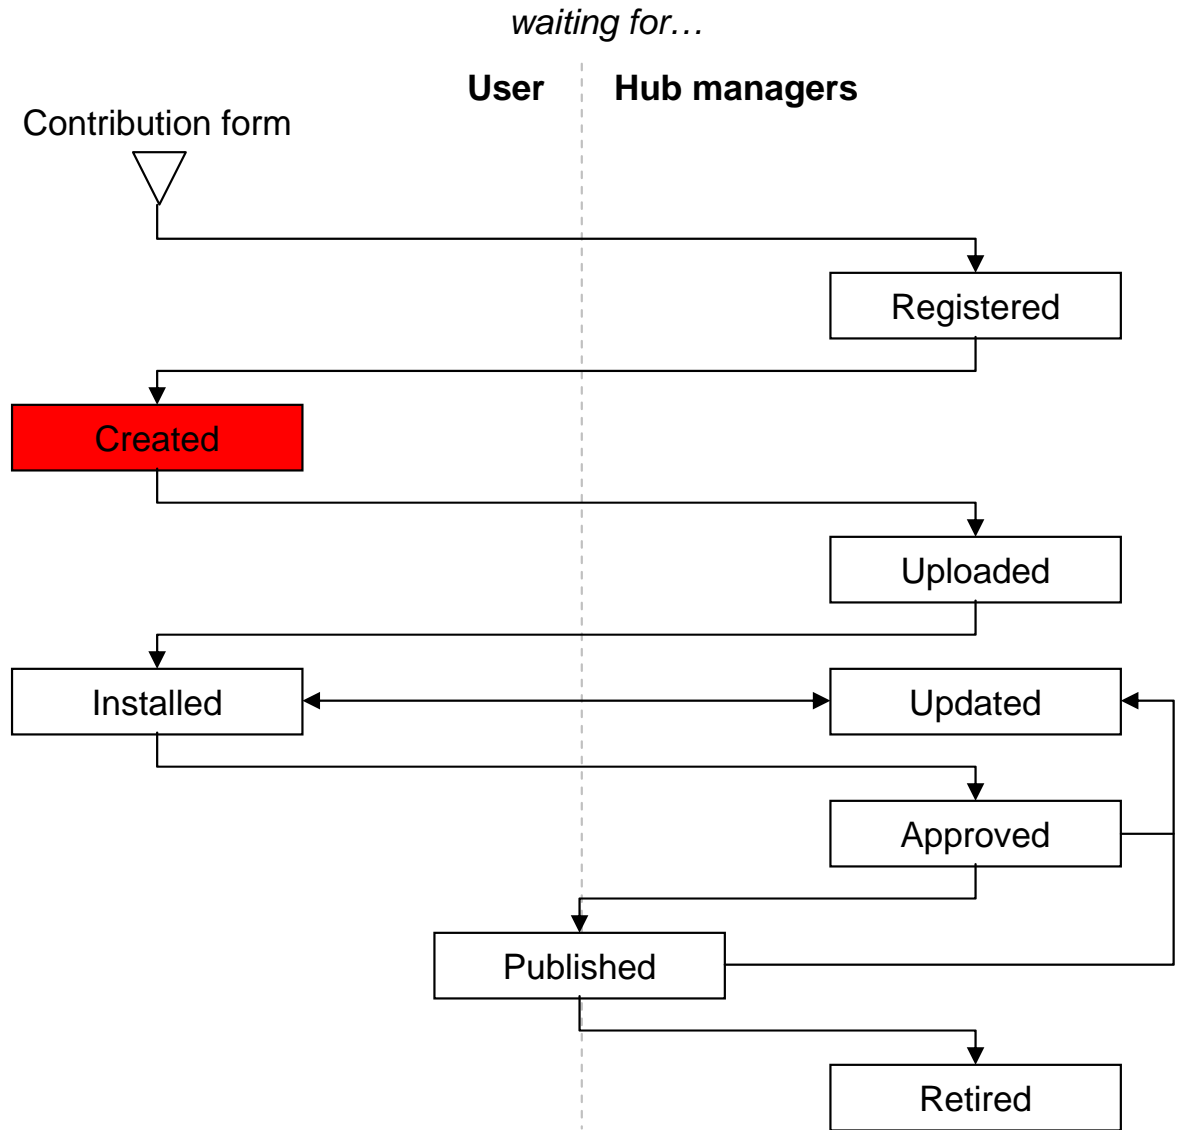 waiting for…
User
Hub managers
Contribution form
Registered
Created
Uploaded
Installed
Updated
Approved
Published
Retired